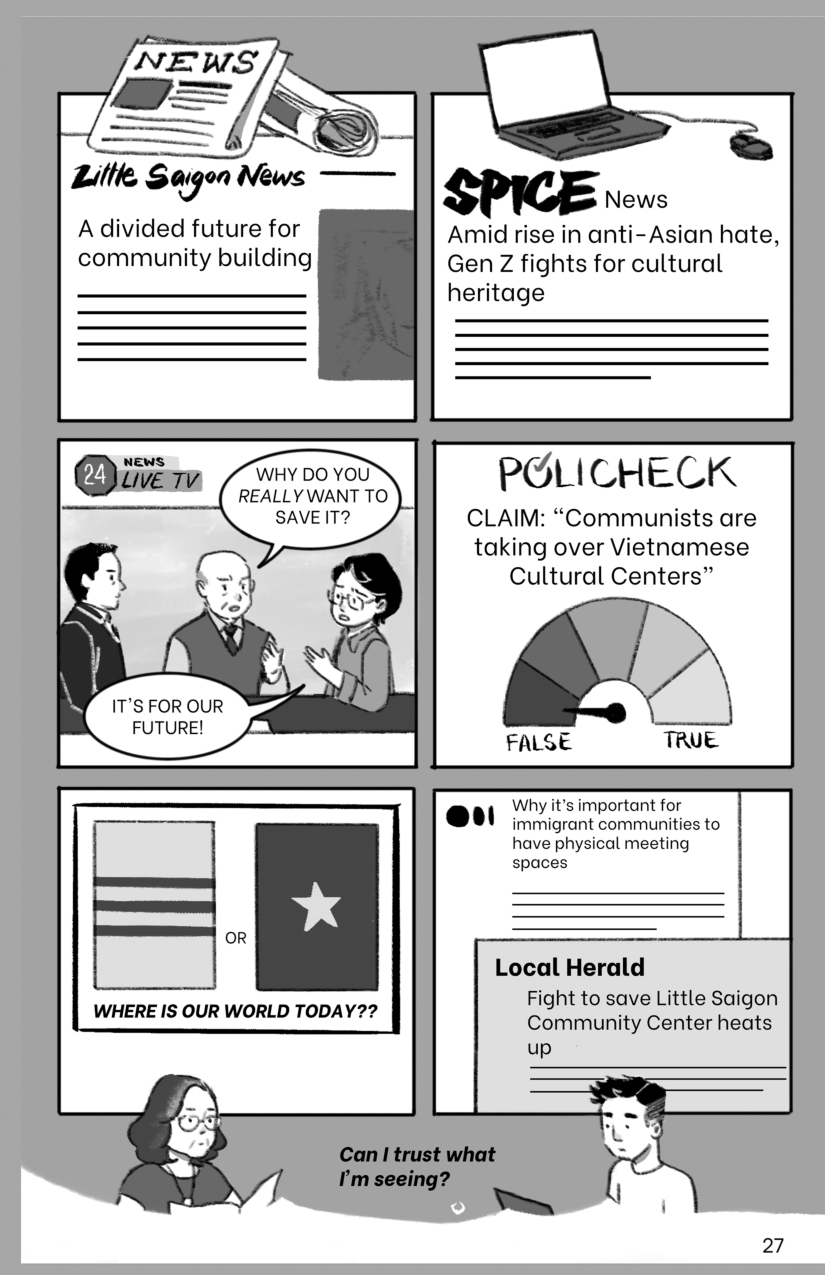 NEWS
Little Saigon News
A divided future for
community building
SPICE News
Amid rise in anti-Asian hate,
Gen Z fights for cultural
heritage
24
NEWS
LIVE TV
WHY DO YOU
REALLY WANT TO
SAVE IT?
IT'S FOR OUR
FUTURE!
POLICHECK
CLAIM: “Communists are
taking over Vietnamese
Cultural Centers”
FALSE
TRUE
OR
WHERE IS OUR WORLD TODAY??
Why it's important for
immigrant communities to
have physical meeting
spaces
Local Herald
Fight to save Little Saigon
Community Center heats
up
Can I trust what
I'm seeing?
27